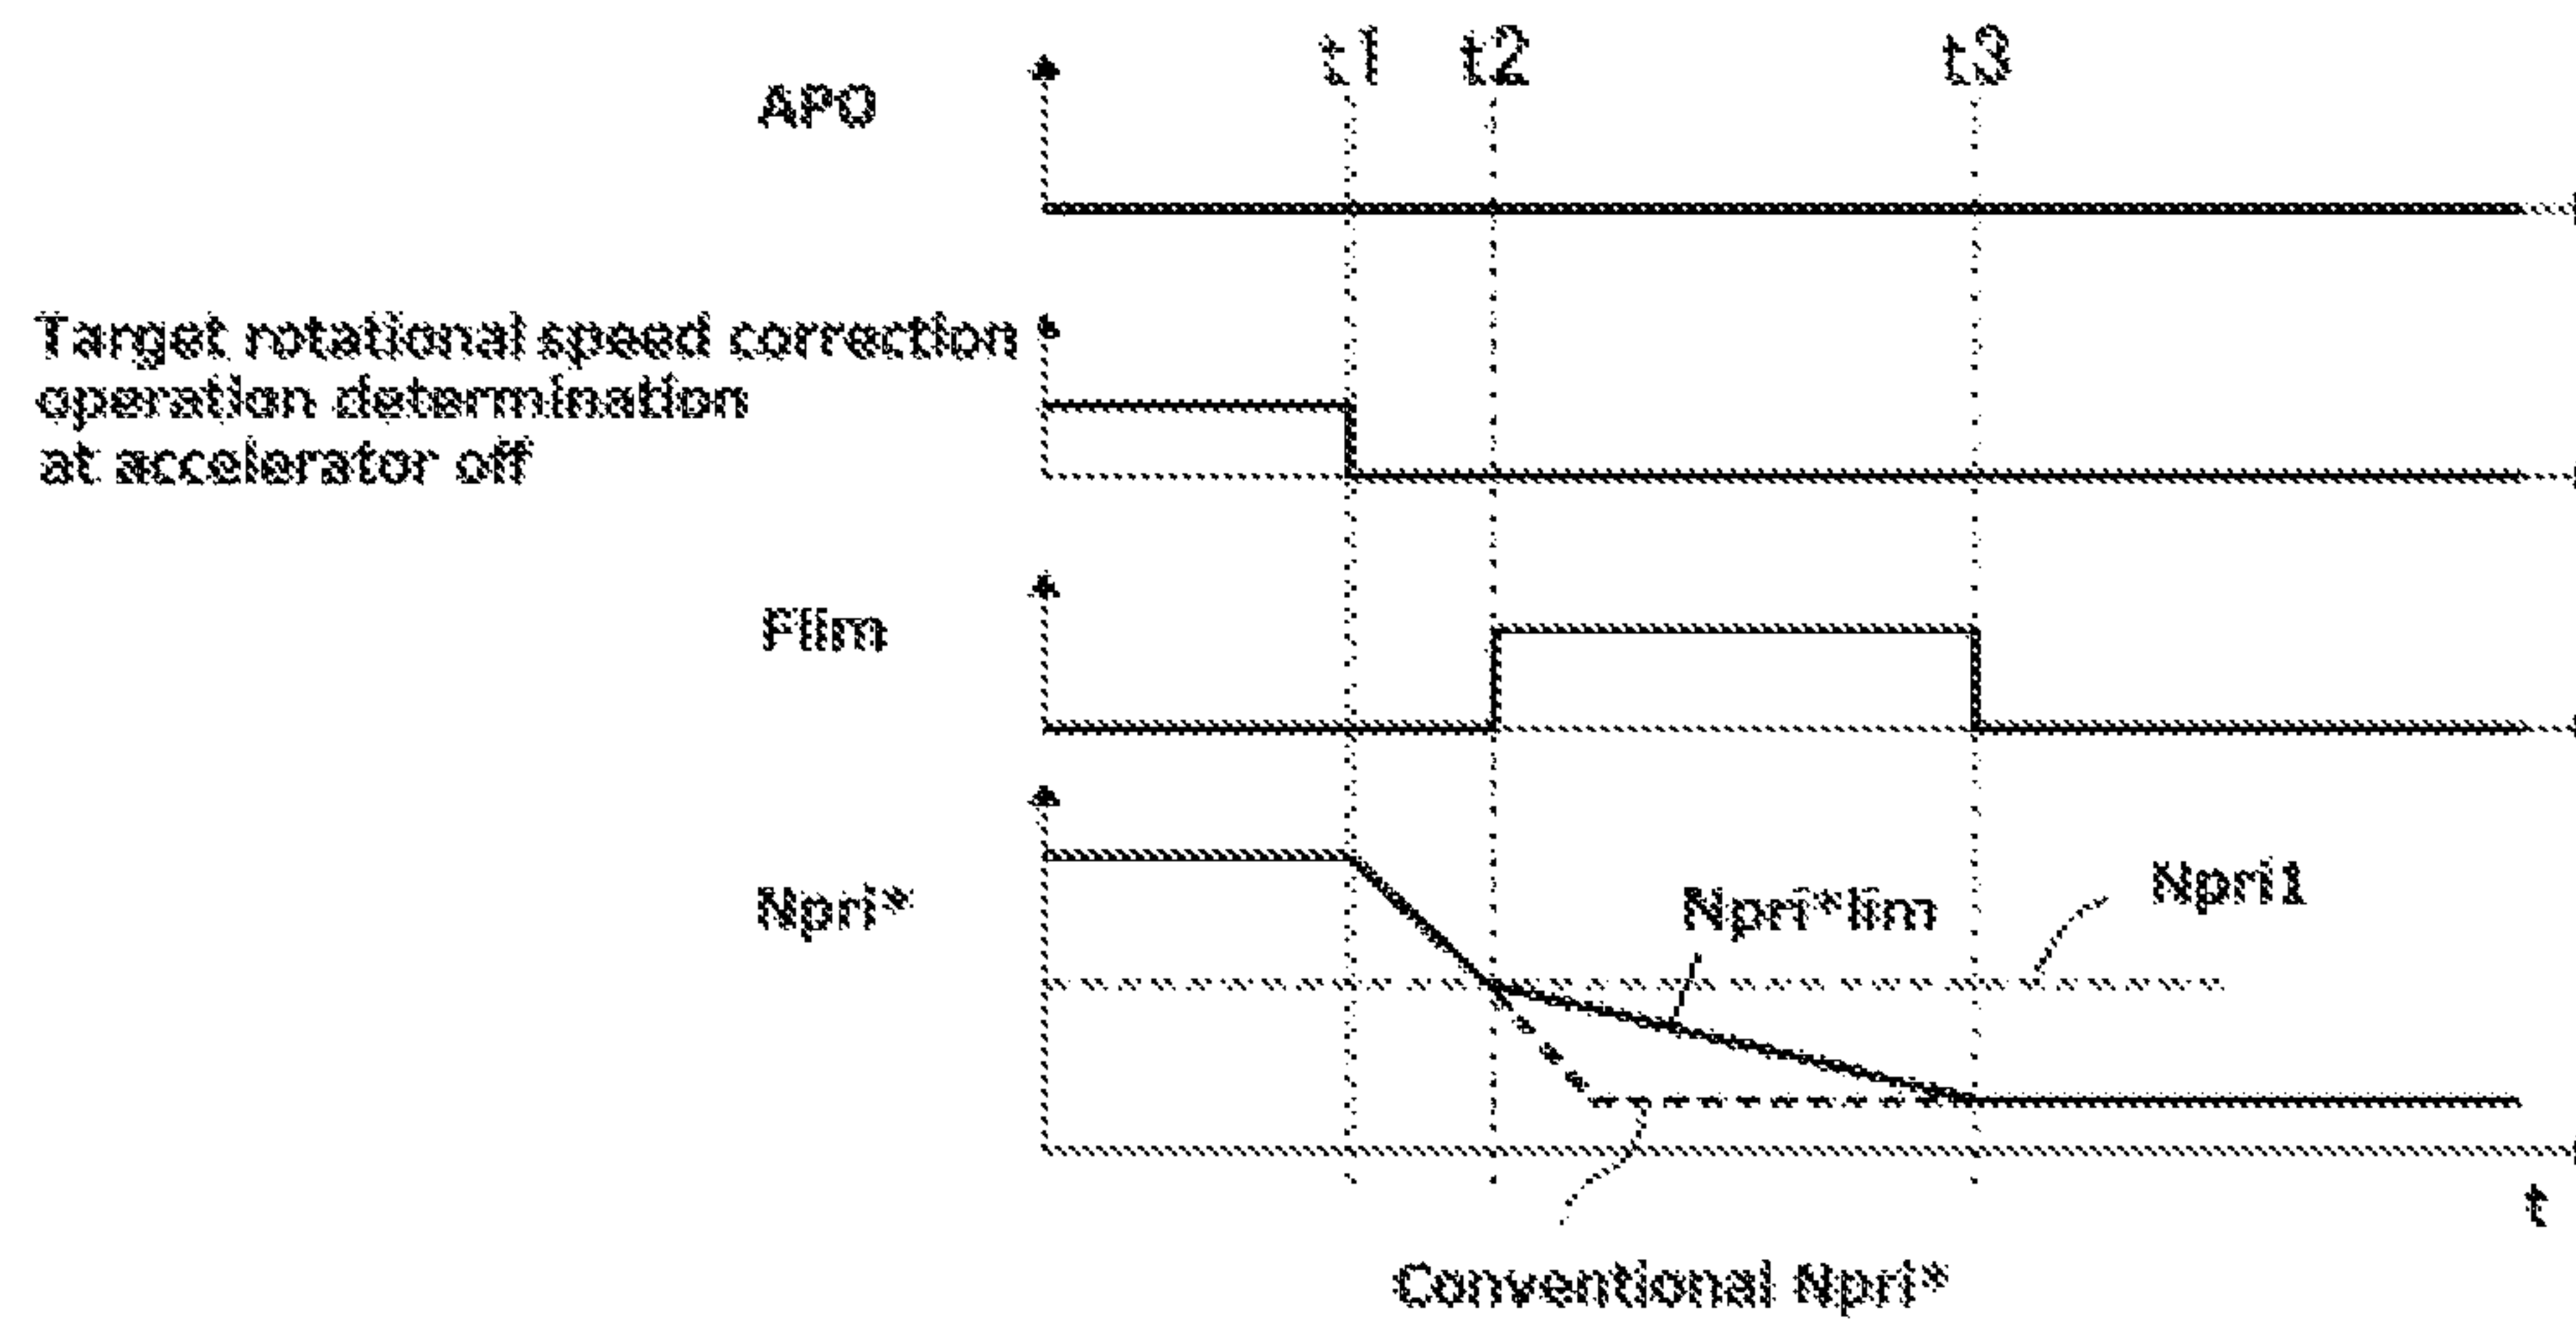 t1 t2 t3
APO
Target rotational speed correction
operation determination
at accelerator off
Flim
Npri*
Npri*lim
Npri1
t
Conventional Npri*